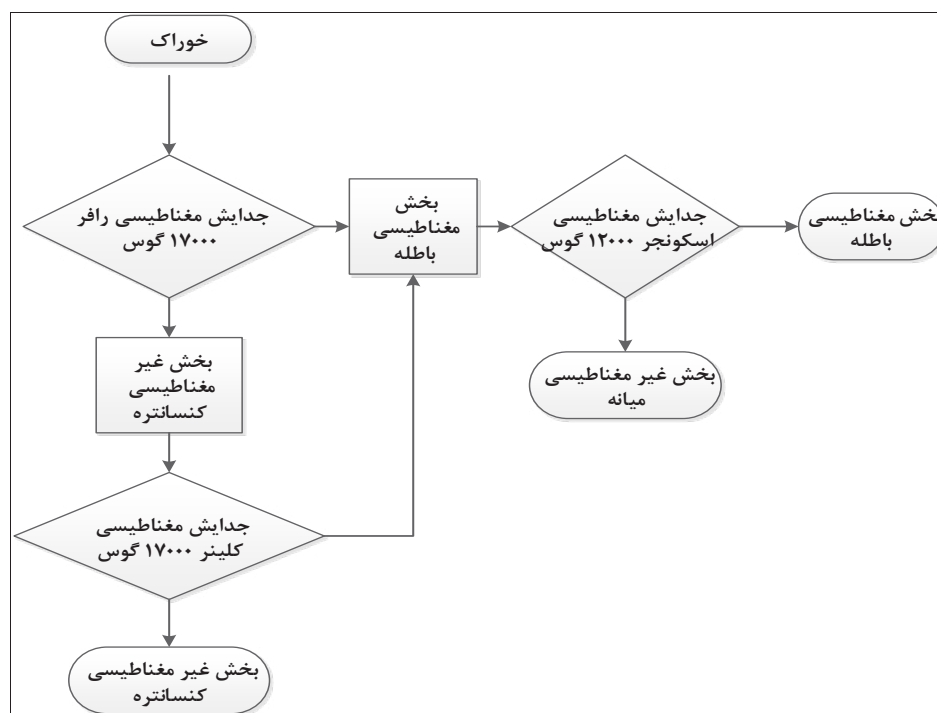 خوراک
جدایش مغناطیسی رافر
۱۷۰۰۰ گوس
بخش
مغناطیسی
باطله
جدایش مغناطیسی
اسکونجر ۱۲۰۰۰ گوس
بخش مغناطیسی
باطله
بخش غیر
مغناطیسی
کنسانتره
بخش غیر مغناطیسی
میانه
جدایش مغناطیسی
کلینر ۱۷۰۰۰ گوس
بخش غیر مغناطیسی
کنسانتره